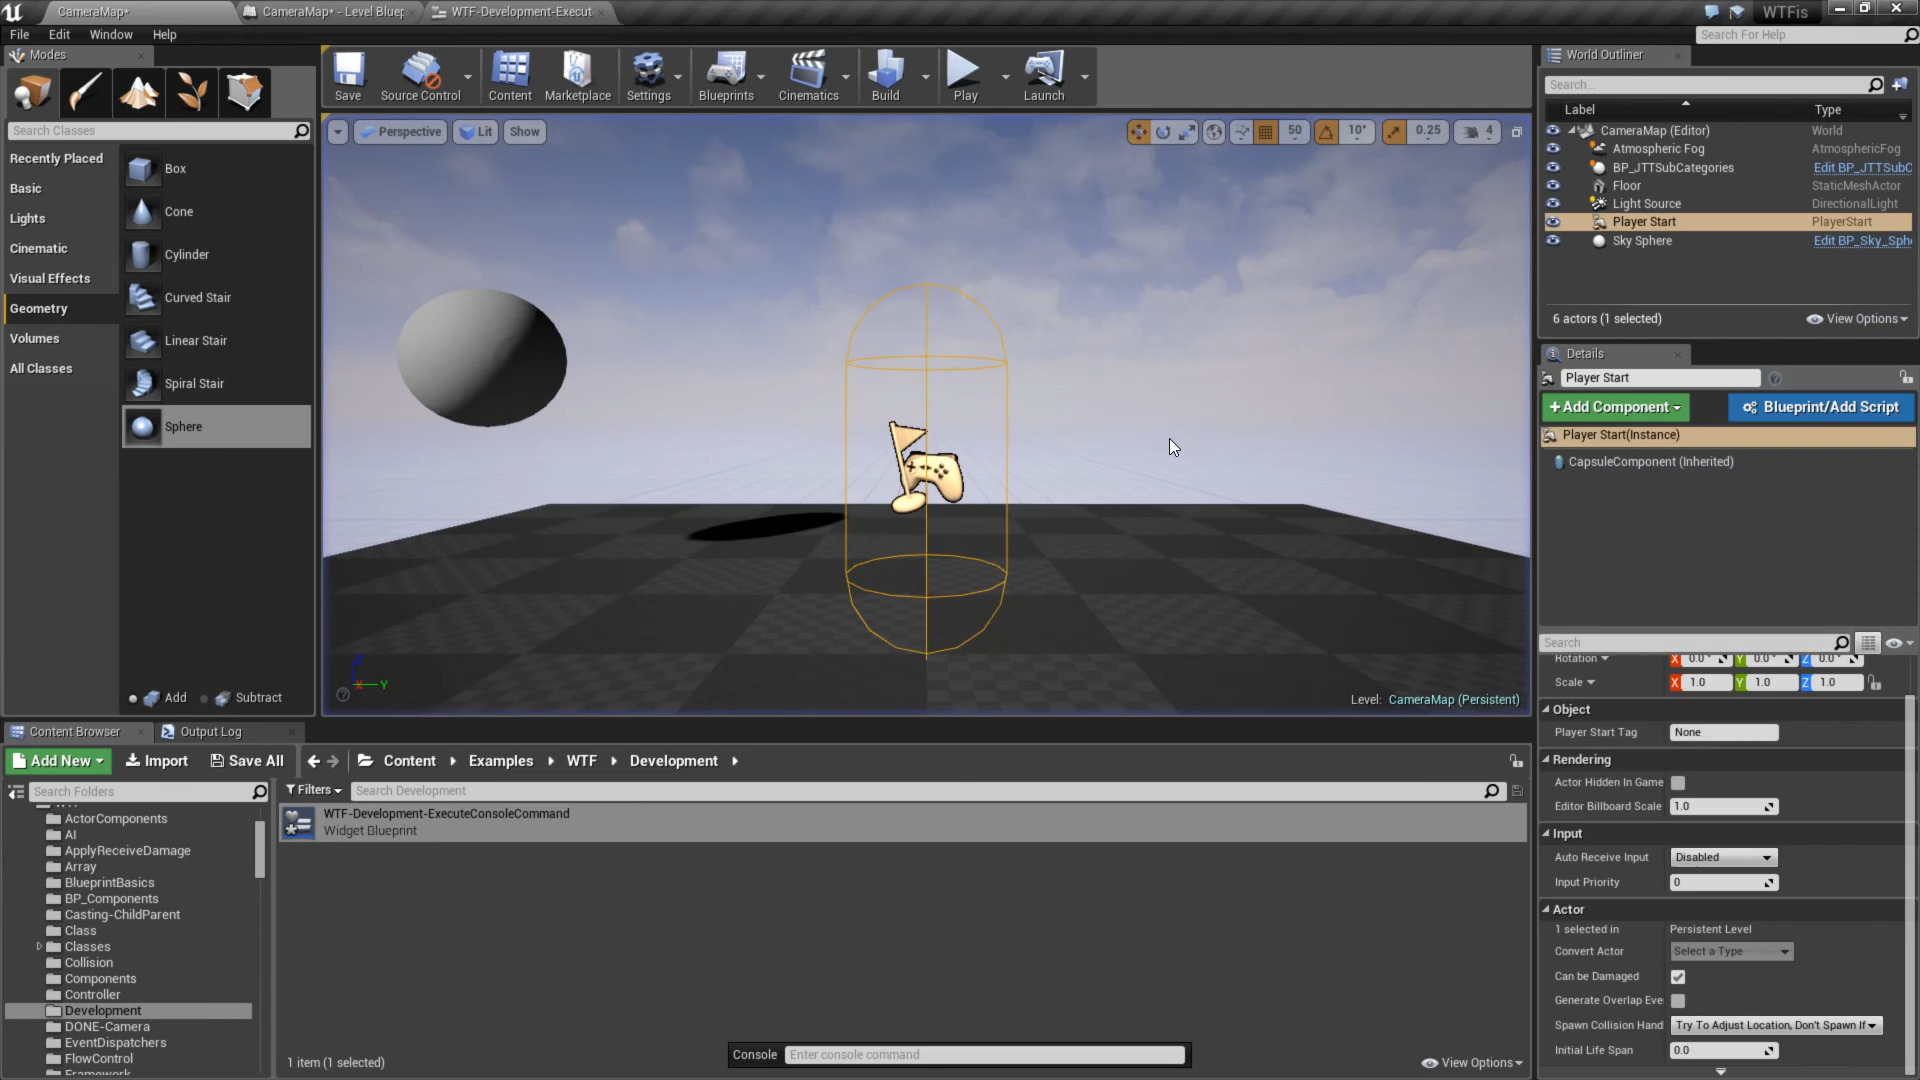 CameraMap*
CameraMap* - Level Bluep
WTF-Development-Execut
WTFis
File
Edit
Window
Help
Search For Help
Modes
Search Classes
Recently Placed
Basic
Lights
Cinematic
Visual Effects
Geometry
Volumes
All Classes
Box
Cone
Cylinder
Curved Stair
Linear Stair
Spiral Stair
Sphere
Add
Subtract
Save
Source Control
Content
Marketplace
Settings
Blueprints
Cinematics
Build
Play
Launch
Perspective
Lit
Show
50
10°
0.25
4
Z
X
Y
Level: CameraMap (Persistent)
World Outliner
Search...
Label
Type
CameraMap (Editor)
World
Atmospheric Fog
AtmosphericFog
BP_JTTSubCategories
Edit BP_JTTSubC
Floor
StaticMeshActor
Light Source
DirectionalLight
Player Start
PlayerStart
Sky Sphere
Edit BP_Sky_Sph
6 actors (1 selected)
View Options
Details
Player Start
+Add Component
Blueprint/Add Script
Player Start(Instance)
CapsuleComponent (Inherited)
Search
Rotation
X 0.0°
Y 0.0°
Z 0.0°
Scale
X 1.0
Y 1.0
Z 1.0
Object
Player Start Tag
None
Rendering
Actor Hidden In Game
Editor Billboard Scale
1.0
Input
Auto Receive Input
Disabled
Input Priority
0
Actor
1 selected in
Persistent Level
Convert Actor
Select a Type
Can be Damaged
Generate Overlap Eve
Spawn Collision Hand
Try To Adjust Location, Don't Spawn If
Initial Life Span
0.0
Content Browser
Output Log
Add New
Import
Save All
Content
Examples
WTF
Development
Search Folders
Filters
Search Development
ActorComponents
AI
ApplyReceiveDamage
Array
BlueprintBasics
BP_Components
Casting-ChildParent
Class
Classes
Collision
Components
Controller
Development
DONE-Camera
EventDispatchers
FlowControl
Framework
WTF-Development-ExecuteConsoleCommand
Widget Blueprint
1 item (1 selected)
Console
Enter console command
View Options